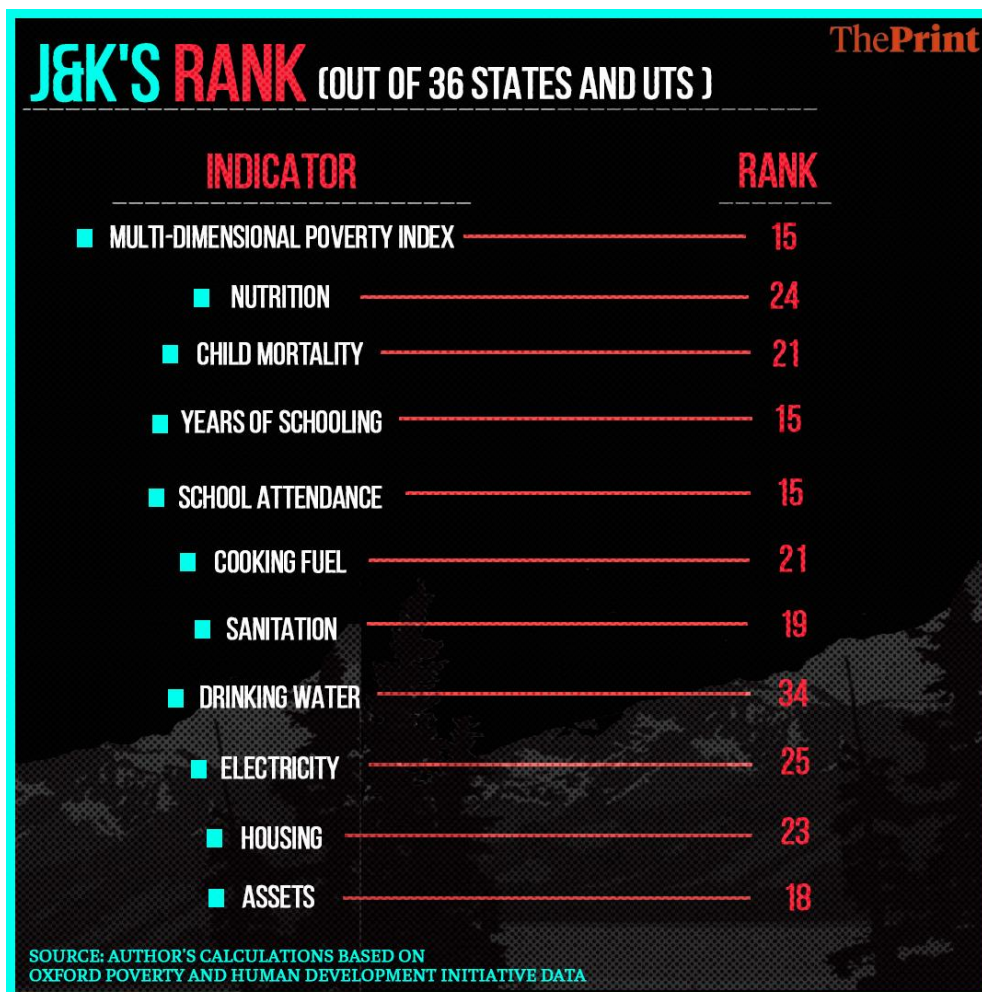 ThePrint
J&K'S RANK (OUT OF 36 STATES AND UTS )
INDICATOR RANK
MULTI-DIMENSIONAL POVERTY INDEX 15
NUTRITION 24
CHILD MORTALITY 21
YEARS OF SCHOOLING 15
SCHOOL ATTENDANCE 15
COOKING FUEL 21
SANITATION 19
DRINKING WATER 34
ELECTRICITY 25
HOUSING 23
ASSETS 18
SOURCE: AUTHOR'S CALCULATIONS BASED ON
OXFORD POVERTY AND HUMAN DEVELOPMENT INITIATIVE DATA